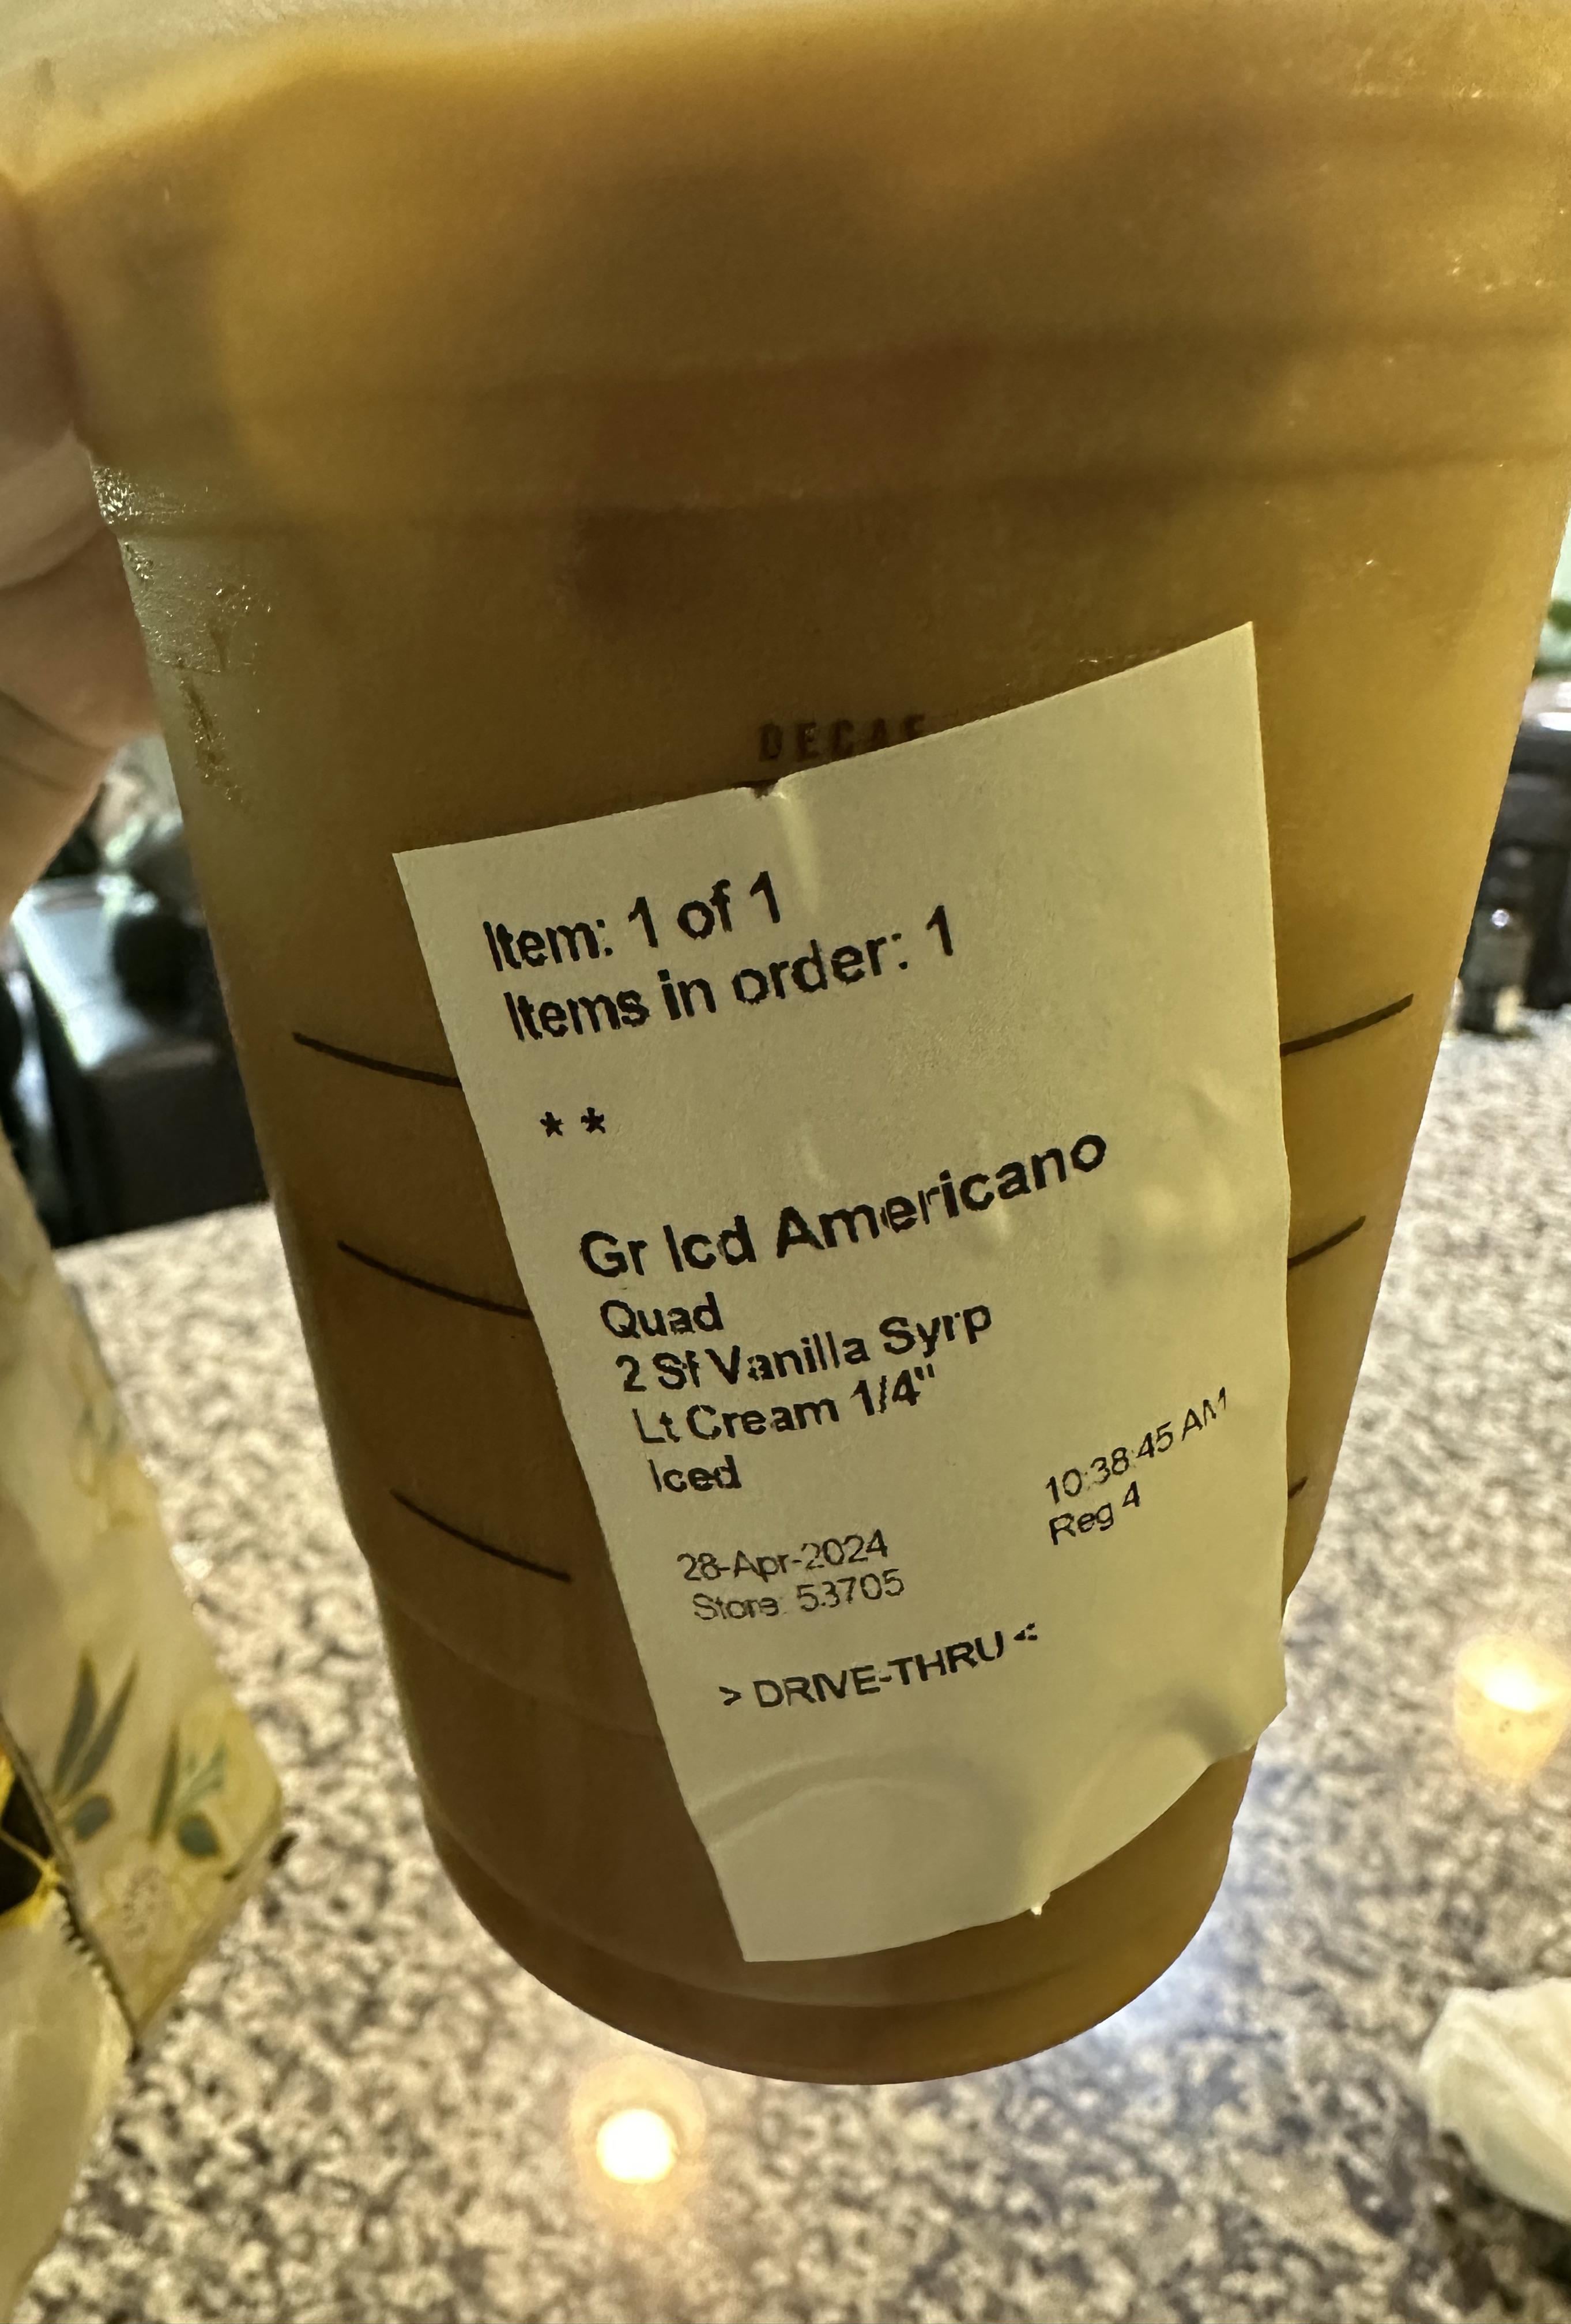 DECAF
Item: 1 of 1
Items in order: 1
* *
Gr Icd Americano
Quad
2 Sf Vanilla Syrp
Lt Cream 1/4"
Iced
10:38:45 AM
Reg 4
28-Apr-2024
Store: 53705
> DRIVE-THRU <